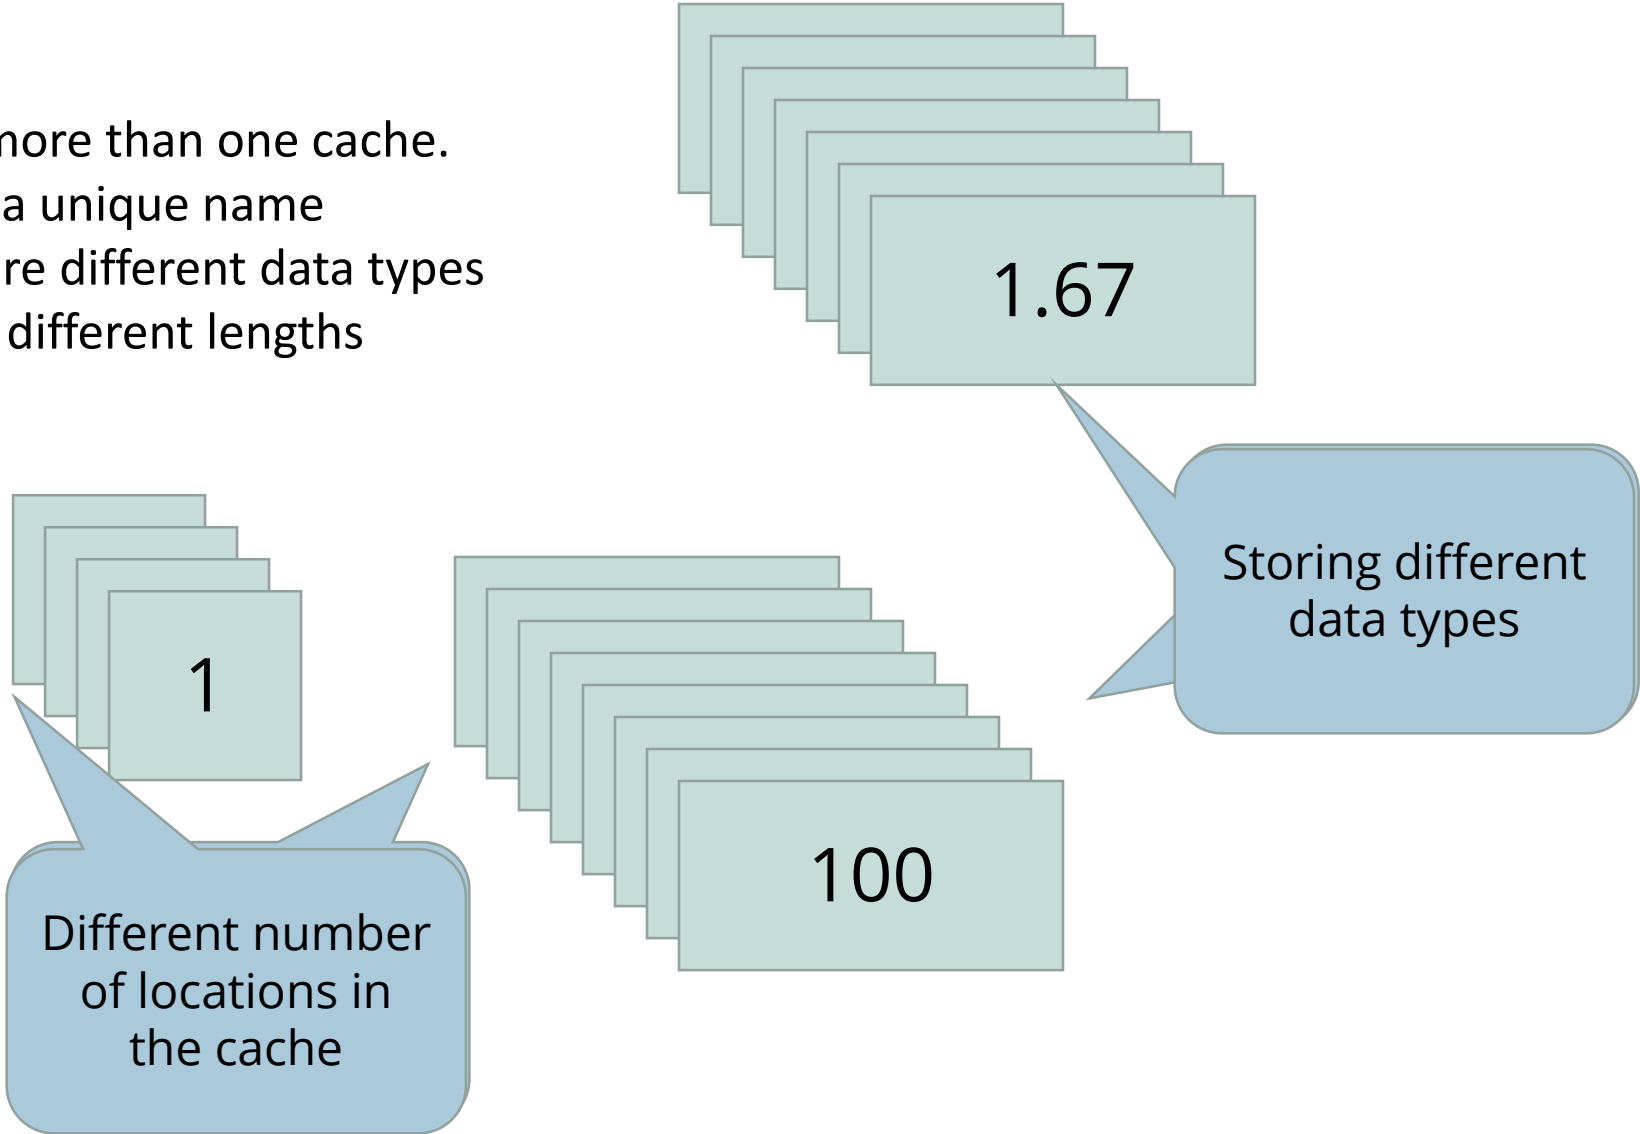 more than one cache.
a unique name
re different data types
different lengths
1.67
Storing different
data types
1
100
Different number
of locations in
the cache